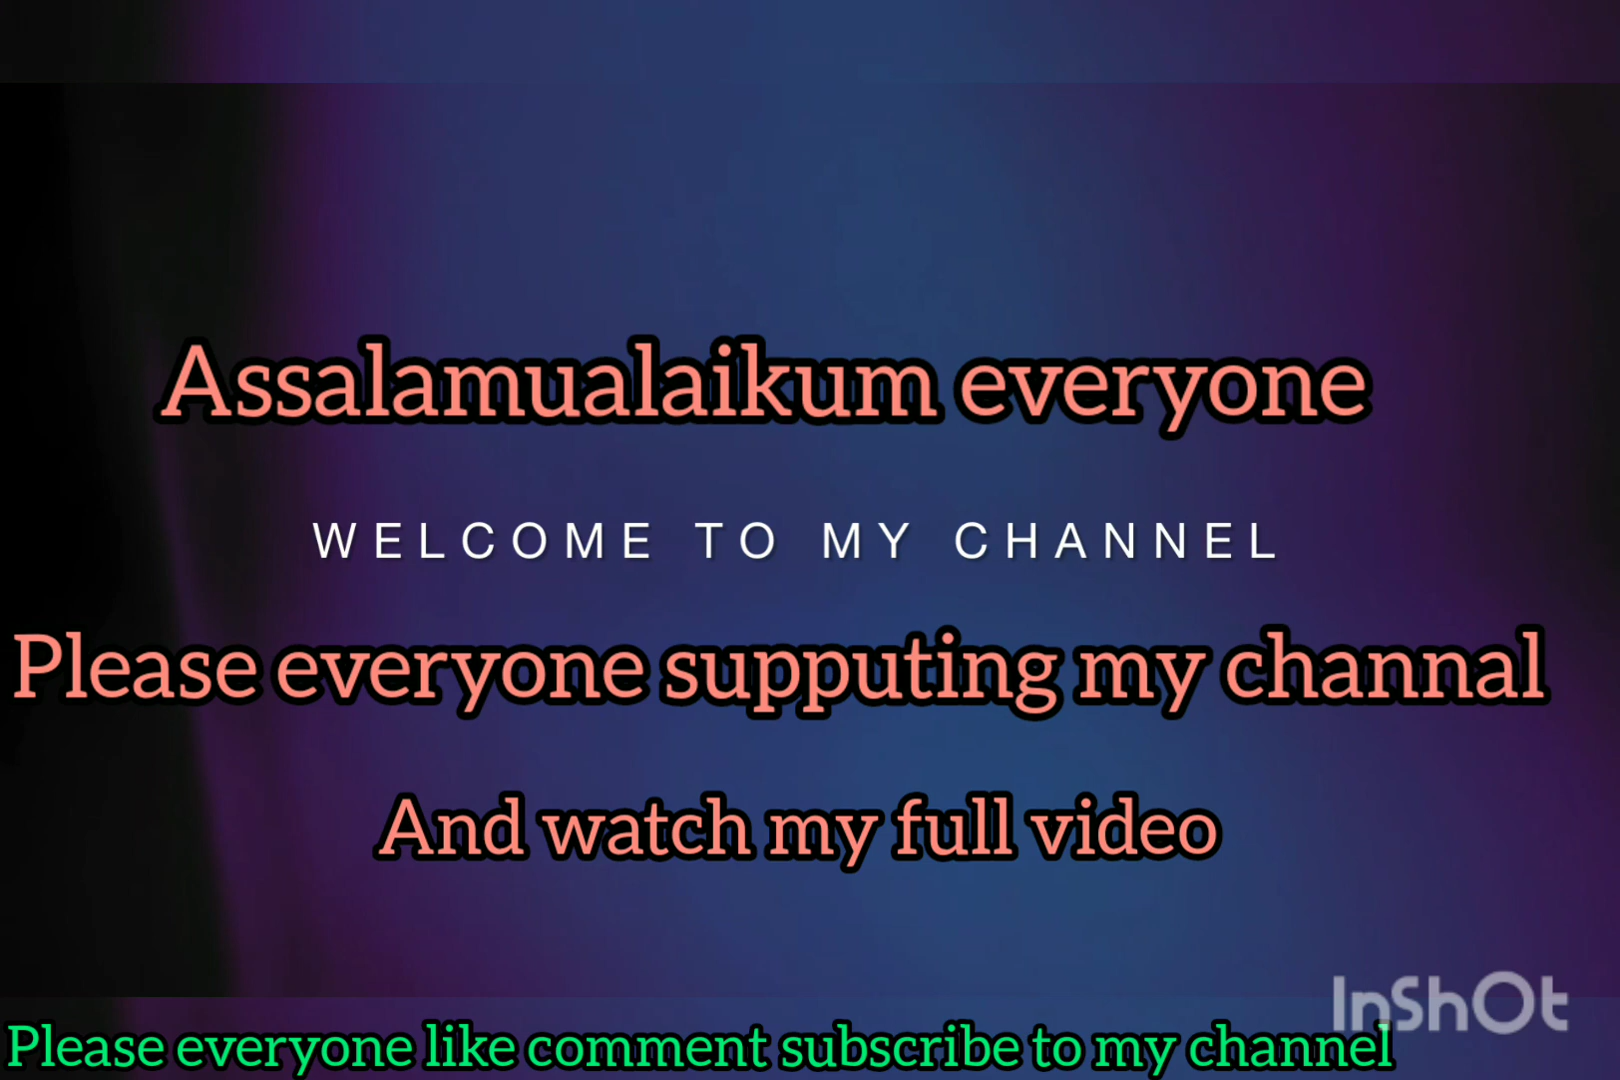 Assalamualaikum everyone
WELCOME TO MY CHANNEL
Please everyone supputing my channal
And watch my full video
InShOt
Please everyone like comment subscribe to my channel